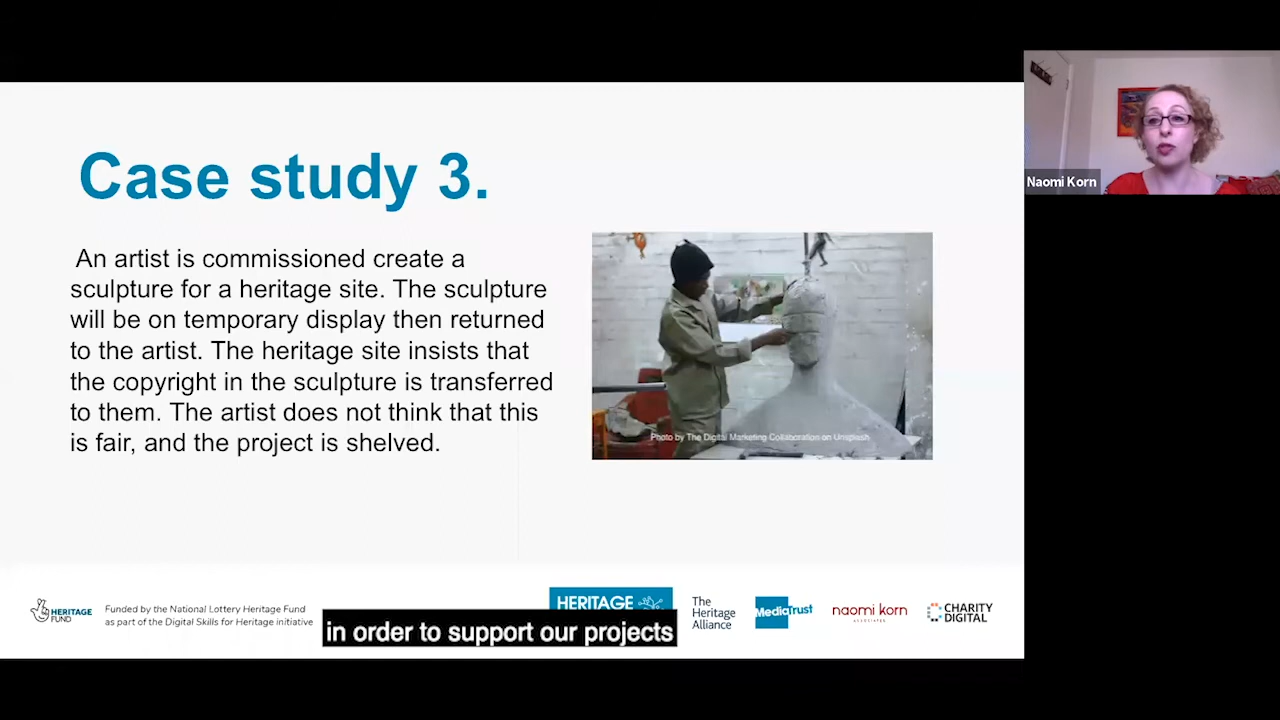 Case study 3.
An artist is commissioned create a
sculpture for a heritage site. The sculpture
will be on temporary display then returned
to the artist. The heritage site insists that
the copyright in the sculpture is transferred
to them. The artist does not think that this
is fair, and the project is shelved.
Photo by The Digital Marketing Collaboration on Unsplash
Naomi Korn
HERITAGE
FUND
Funded by the National Lottery Heritage Fund
as part of the Digital Skills for Heritage initiative
in order to support our projects
HERITAGE
The
Heritage
Alliance
MediaTrust
naomi korn
ASSOCIATES
CHARITY
DIGITAL